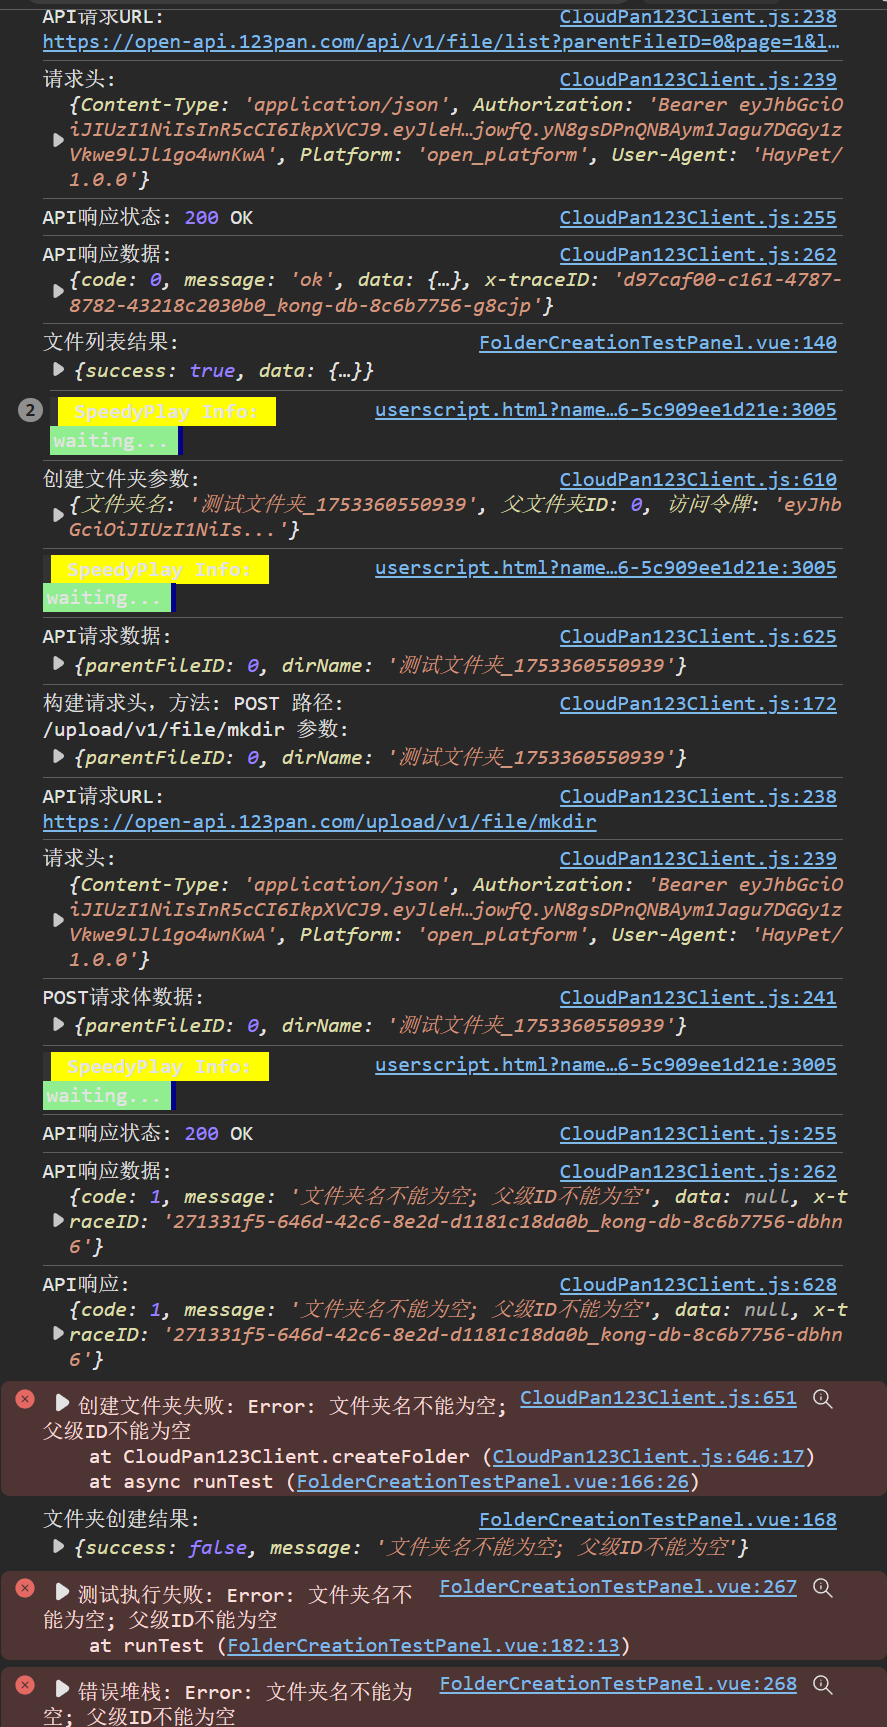 API请求URL: CloudPan123Client.js:238
https://open-api.123pan.com/api/v1/file/list?parentFileID=0&page=1&l…
请求头: CloudPan123Client.js:239
{Content-Type: 'application/json', Authorization: 'Bearer eyJhbGciO
iJIUzI1NiIsInR5cCI6IkpXVCJ9.eyJleH…jowfQ.yN8gsDPnQNBAym1Jagu7DGGy1z
Vkwe9lJl1go4wnKwA', Platform: 'open_platform', User-Agent: 'HayPet/
1.0.0'}
API响应状态: 200 OK CloudPan123Client.js:255
API响应数据: CloudPan123Client.js:262
{code: 0, message: 'ok', data: {…}, x-traceID: 'd97caf00-c161-4787-
8782-43218c2030b0_kong-db-8c6b7756-g8cjp'}
文件列表结果: FolderCreationTestPanel.vue:140
{success: true, data: {…}}
2 SpeedyPlay Info: userscript.html?name…6-5c909ee1d21e:3005
waiting...
创建文件夹参数: CloudPan123Client.js:610
{文件夹名: '测试文件夹_1753360550939', 父文件夹ID: 0, 访问令牌: 'eyJhb
GciOiJIUzI1NiIs...'}
SpeedyPlay Info: userscript.html?name…6-5c909ee1d21e:3005
waiting...
API请求数据: CloudPan123Client.js:625
{parentFileID: 0, dirName: '测试文件夹_1753360550939'}
构建请求头，方法: POST 路径: CloudPan123Client.js:172
/upload/v1/file/mkdir 参数:
{parentFileID: 0, dirName: '测试文件夹_1753360550939'}
API请求URL: CloudPan123Client.js:238
https://open-api.123pan.com/upload/v1/file/mkdir
请求头: CloudPan123Client.js:239
{Content-Type: 'application/json', Authorization: 'Bearer eyJhbGciO
iJIUzI1NiIsInR5cCI6IkpXVCJ9.eyJleH…jowfQ.yN8gsDPnQNBAym1Jagu7DGGy1z
Vkwe9lJl1go4wnKwA', Platform: 'open_platform', User-Agent: 'HayPet/
1.0.0'}
POST请求体数据: CloudPan123Client.js:241
{parentFileID: 0, dirName: '测试文件夹_1753360550939'}
SpeedyPlay Info: userscript.html?name…6-5c909ee1d21e:3005
waiting...
API响应状态: 200 OK CloudPan123Client.js:255
API响应数据: CloudPan123Client.js:262
{code: 1, message: '文件夹名不能为空; 父级ID不能为空', data: null, x-t
raceID: '271331f5-646d-42c6-8e2d-d1181c18da0b_kong-db-8c6b7756-dbhn
6'}
API响应: CloudPan123Client.js:628
{code: 1, message: '文件夹名不能为空; 父级ID不能为空', data: null, x-t
raceID: '271331f5-646d-42c6-8e2d-d1181c18da0b_kong-db-8c6b7756-dbhn
6'}
创建文件夹失败: Error: 文件夹名不能为空; CloudPan123Client.js:651
父级ID不能为空
at CloudPan123Client.createFolder (CloudPan123Client.js:646:17)
at async runTest (FolderCreationTestPanel.vue:166:26)
文件夹创建结果: FolderCreationTestPanel.vue:168
{success: false, message: '文件夹名不能为空; 父级ID不能为空'}
测试执行失败: Error: 文件夹名不 FolderCreationTestPanel.vue:267
能为空; 父级ID不能为空
at runTest (FolderCreationTestPanel.vue:182:13)
错误堆栈: Error: 文件夹名不能为 FolderCreationTestPanel.vue:268
空; 父级ID不能为空